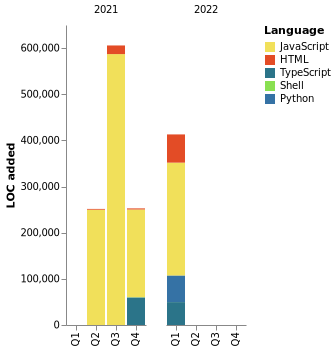 2021
2022
Language
JavaScript
HTML
TypeScript
Shell
Python
LOC added
600,000
500,000
400,000
300,000
200,000
100,000
0
Q1
Q2
Q3
Q4
Q1
Q2
Q3
Q4